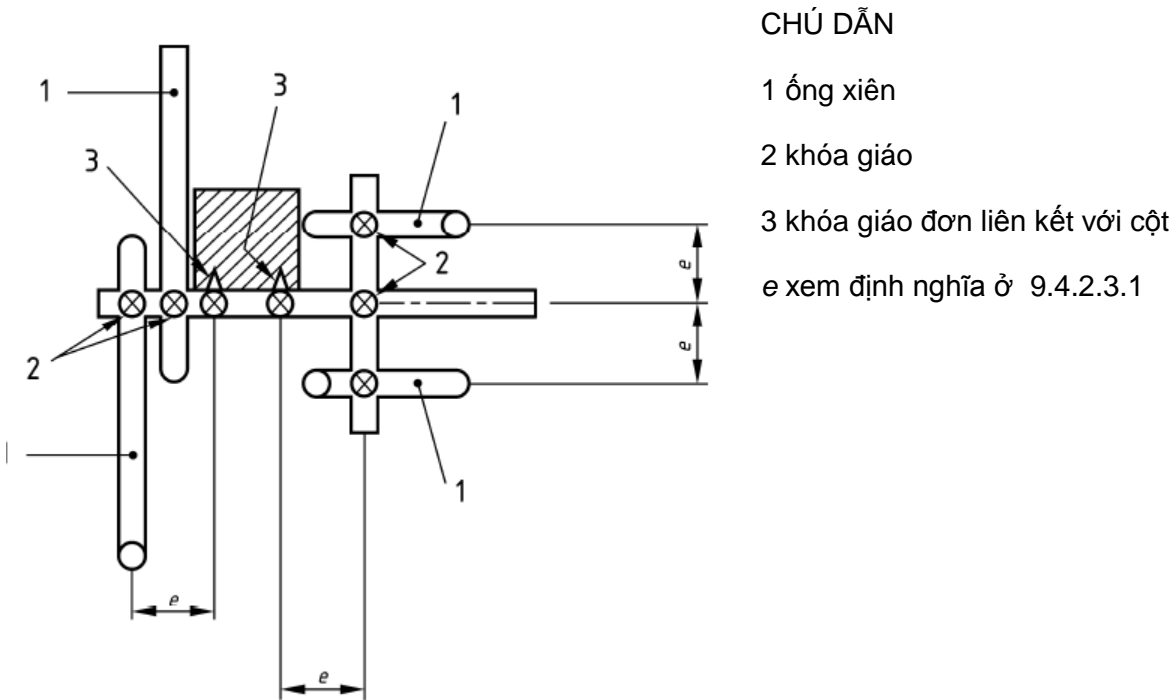 CHÚ DẪN
1 ống xiên
2 khóa giáo
3 khóa giáo đơn liên kết với cột
e xem định nghĩa ở 9.4.2.3.1
1
3
1
3
2
e
e
2
1
e
e